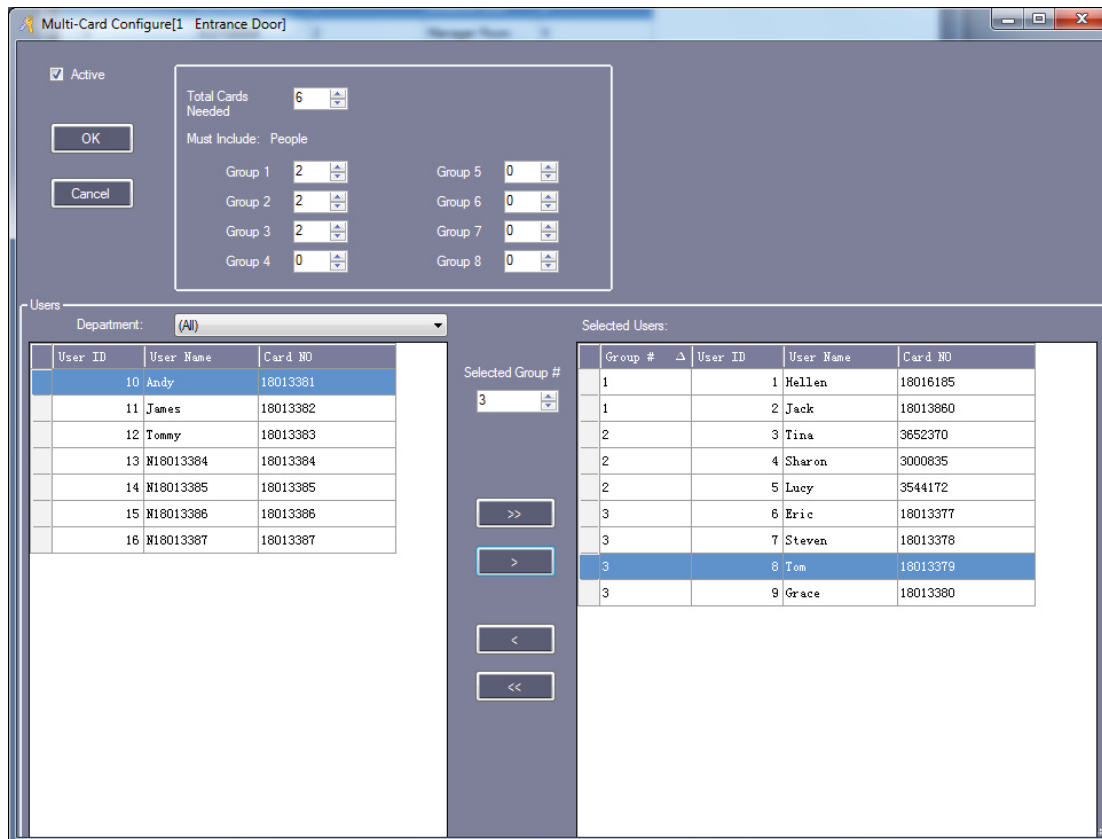 Multi-Card Configure[1 Entrance Door]
Active
OK
Cancel
Total Cards Needed 6
Must Include: People
Group 1 2 Group 5 0
Group 2 2 Group 6 0
Group 3 2 Group 7 0
Group 4 0 Group 8 0
Users
Department: (All)
User ID User Name Card NO
10 Andy 18013381
11 James 18013382
12 Tommy 18013383
13 N18013384 18013384
14 N18013385 18013385
15 N18013386 18013386
16 N18013387 18013387
Selected Group #
3
>>
>
<
<<
Selected Users:
Group # User ID User Name Card NO
1 1 Hellen 18016185
1 2 Jack 18013860
2 3 Tina 3652370
2 4 Sharon 3000835
2 5 Lucy 3544172
3 6 Eric 18013377
3 7 Steven 18013378
3 8 Tom 18013379
3 9 Grace 18013380